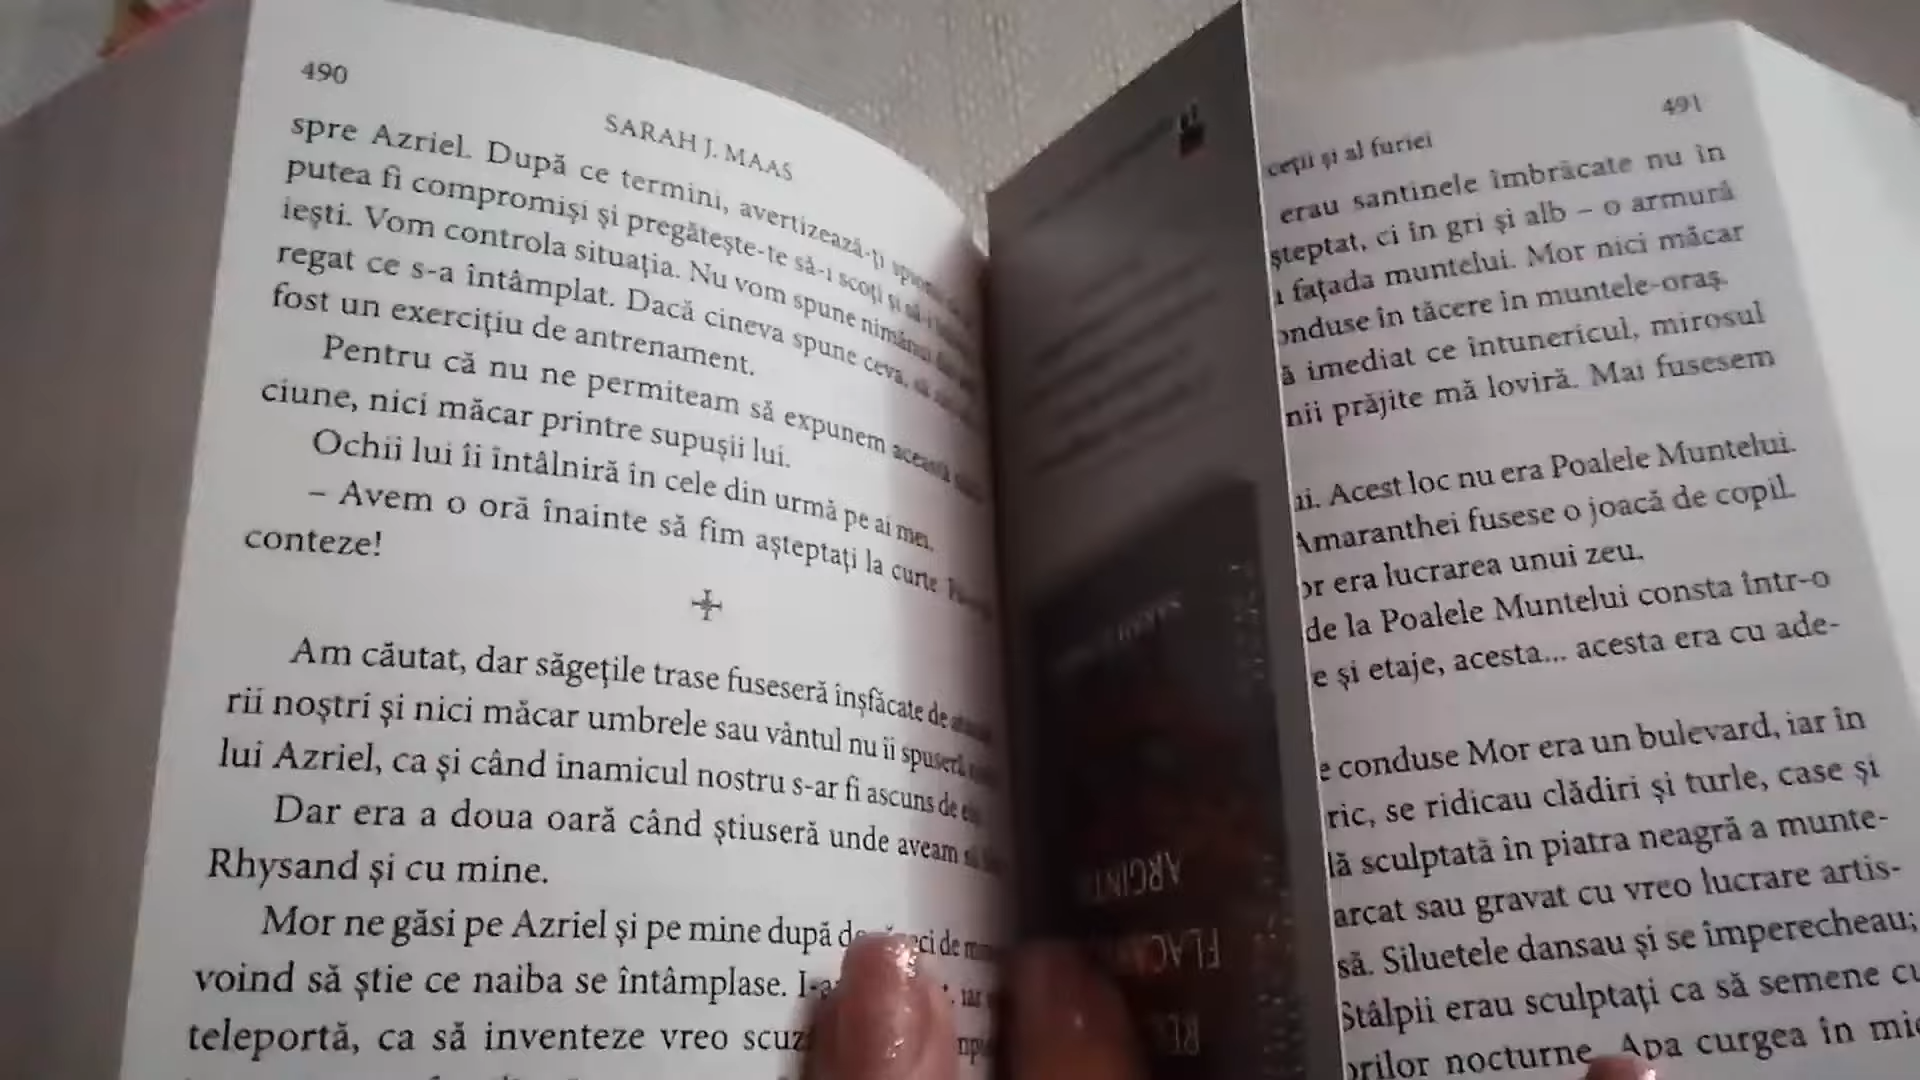 490
SARAH J. MAAS
spre Azriel. După ce termini, avertizează-ți
putea fi compromiși și pregătește-te să-i scoți și să-i
iești. Vom controla situația. Nu vom spune nimănui
regat ce s-a întâmplat. Dacă cineva spune ceva,
fost un exercițiu de antrenament.
Pentru că nu ne permiteam să expunem această
ciune, nici măcar printre supușii lui.
Ochii lui îi întâlniră în cele din urmă pe ai mei.
– Avem o oră înainte să fim așteptați la curte
conteze!
Am căutat, dar săgețile trase fuseseră înșfăcate de
rii noștri și nici măcar umbrele sau vântul nu îi spuseră
lui Azriel, ca și când inamicul nostru s-ar fi ascuns de
Dar era a doua oară când știuseră unde aveam
Rhysand și cu mine.
Mor ne găsi pe Azriel și pe mine după
voind să știe ce naiba se întâmplase.
teleportă, ca să inventeze vreo
ARGINT
491
ceții și al furiei
erau santinele îmbrăcate nu în
șteptat, ci în gri și alb – o armură
fațada muntelui. Mor nici măcar
onduse în tăcere în muntele-oraș.
ă imediat ce întunericul, mirosul
nii prăjite mă loviră. Mai fusesem
ii. Acest loc nu era Poalele Muntelui.
Amaranthei fusese o joacă de copil.
or era lucrarea unui zeu.
de la Poalele Muntelui consta într-o
e și etaje, acesta... acesta era cu ade-
e conduse Mor era un bulevard, iar în
ric, se ridicau clădiri și turle, case și
lă sculptată în piatra neagră a munte-
arcat sau gravat cu vreo lucrare artis-
să. Siluetele dansau și se împerecheau;
Stâlpii erau sculptați ca să semene cu
orilor nocturne. Apa curgea în